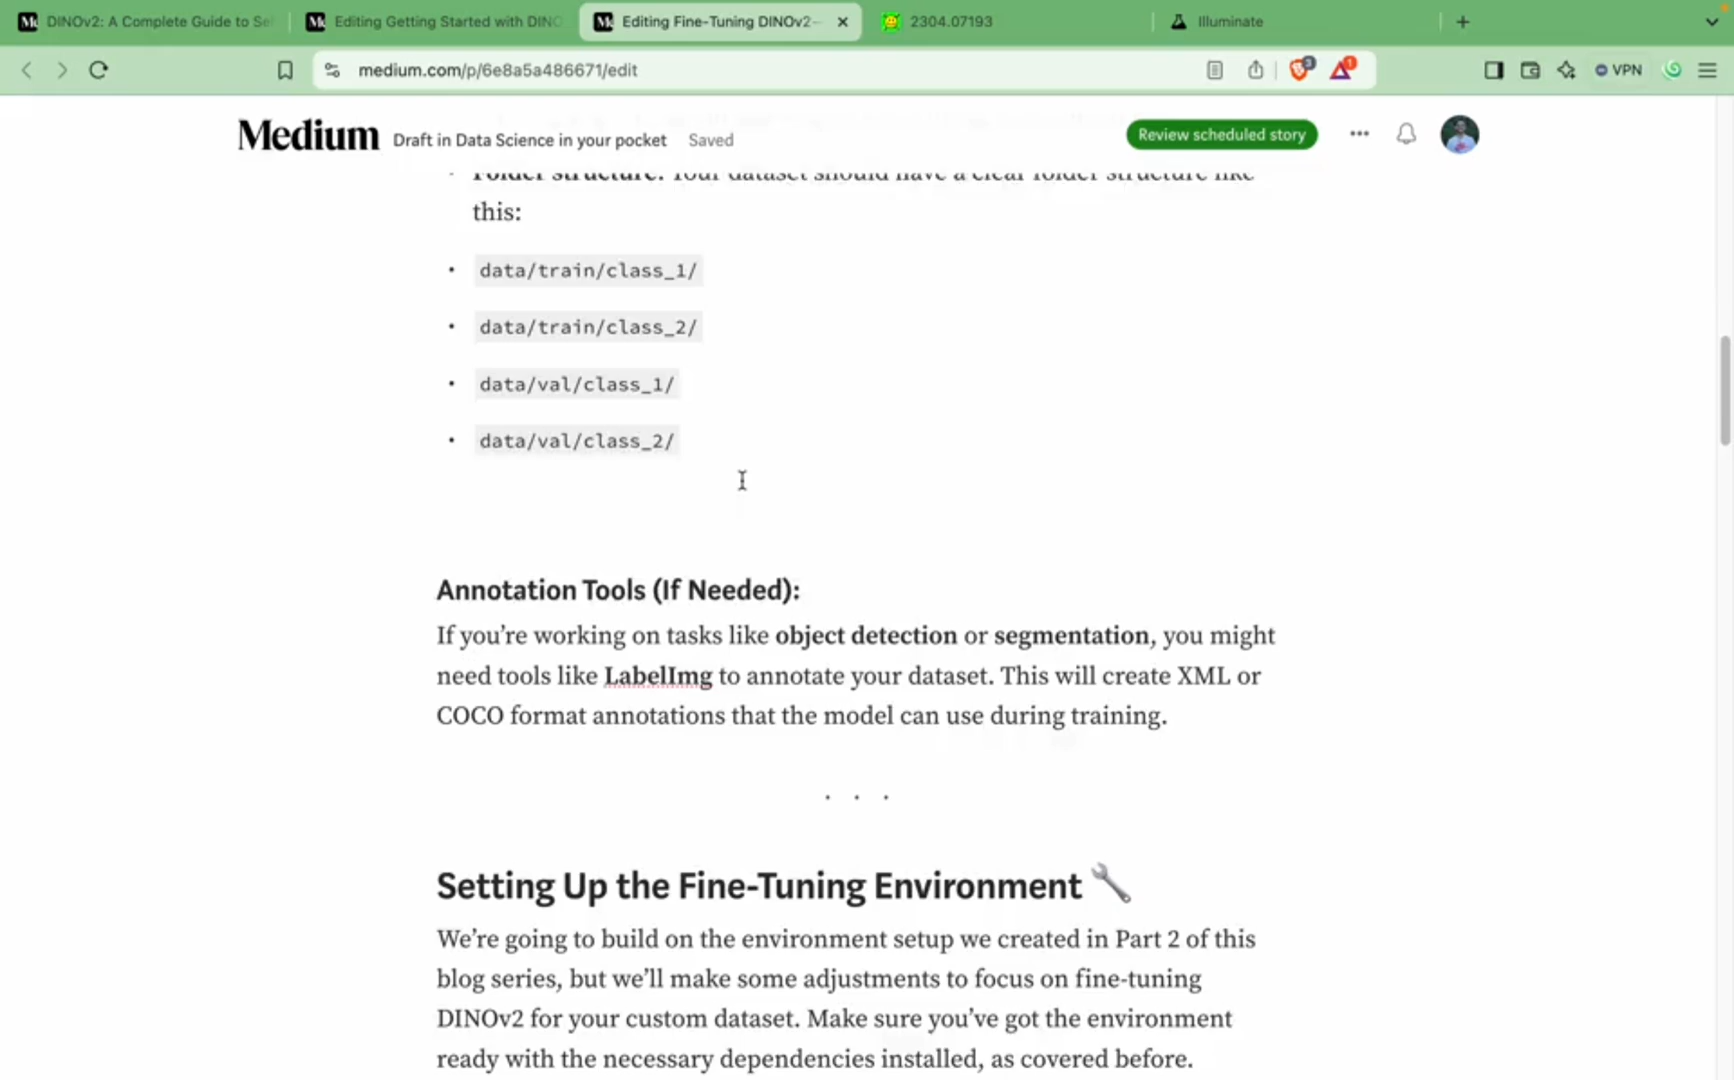 DINOv2: A Complete Guide to Se
Editing Getting Started with DINO
Editing Fine-Tuning DINOv2—
2304.07193
Illuminate
medium.com/p/6e8a5a486671/edit
3
1
VPN
Medium
Draft in Data Science in your pocket
Saved
Review scheduled story
Folder structure: Your dataset should have a clear folder structure like
this:
• data/train/class_1/
• data/train/class_2/
• data/val/class_1/
• data/val/class_2/
Annotation Tools (If Needed):
If you’re working on tasks like object detection or segmentation, you might
need tools like LabelImg to annotate your dataset. This will create XML or
COCO format annotations that the model can use during training.
. . .
Setting Up the Fine-Tuning Environment 🔧
We’re going to build on the environment setup we created in Part 2 of this
blog series, but we’ll make some adjustments to focus on fine-tuning
DINOv2 for your custom dataset. Make sure you’ve got the environment
ready with the necessary dependencies installed, as covered before.